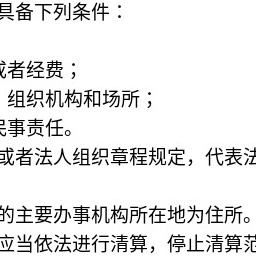 具备下列条件：
或者经费；
、组织机构和场所；
民事责任。
或者法人组织章程规定，代表法
的主要办事机构所在地为住所。
应当依法进行清算，停止清算范